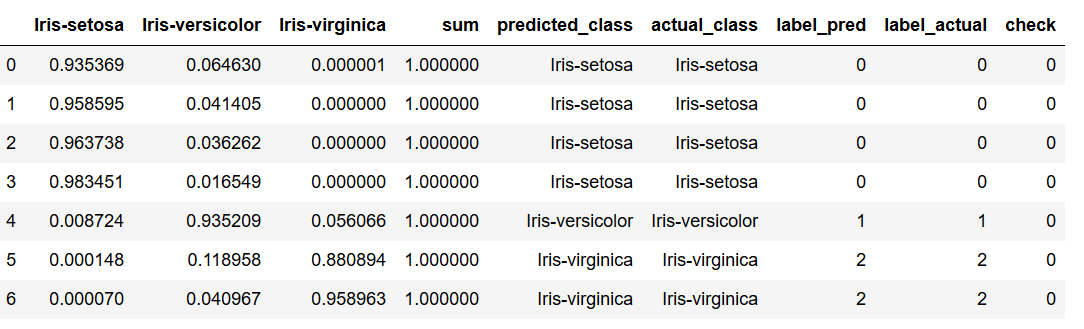 Iris-setosa Iris-versicolor Iris-virginica sum predicted_class actual_class label_pred label_actual check
0 0.935369 0.064630 0.000001 1.000000 Iris-setosa Iris-setosa 0 0 0
1 0.958595 0.041405 0.000000 1.000000 Iris-setosa Iris-setosa 0 0 0
2 0.963738 0.036262 0.000000 1.000000 Iris-setosa Iris-setosa 0 0 0
3 0.983451 0.016549 0.000000 1.000000 Iris-setosa Iris-setosa 0 0 0
4 0.008724 0.935209 0.056066 1.000000 Iris-versicolor Iris-versicolor 1 1 0
5 0.000148 0.118958 0.880894 1.000000 Iris-virginica Iris-virginica 2 2 0
6 0.000070 0.040967 0.958963 1.000000 Iris-virginica Iris-virginica 2 2 0